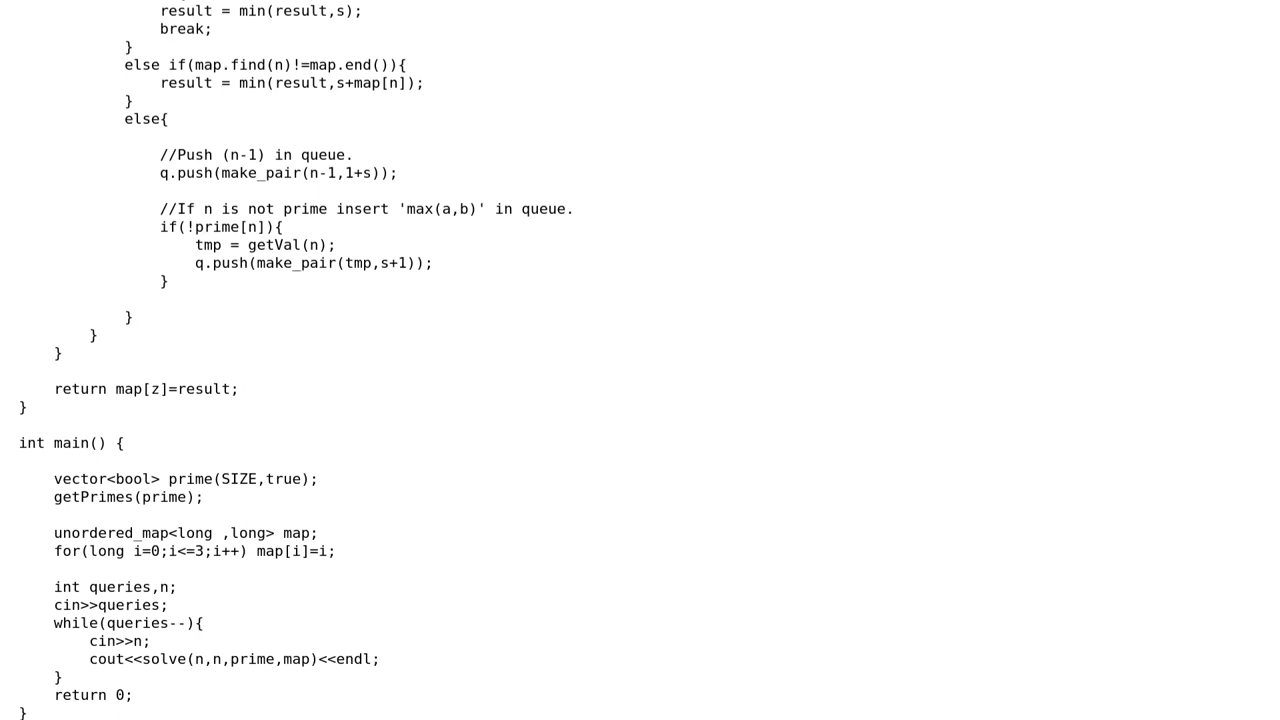 result = min(result,s);
break;
}
else if(map.find(n)!=map.end()){
result = min(result,s+map[n]);
}
else{
//Push (n-1) in queue.
q.push(make_pair(n-1,1+s));
//If n is not prime insert 'max(a,b)' in queue.
if(!prime[n]){
tmp = getVal(n);
q.push(make_pair(tmp,s+1));
}
}
}
}
return map[z]=result;
}
int main() {
vector<bool> prime(SIZE,true);
getPrimes(prime);
unordered_map<long ,long> map;
for(long i=0;i<=3;i++) map[i]=i;
int queries,n;
cin>>queries;
while(queries--){
cin>>n;
cout<<solve(n,n,prime,map)<<endl;
}
return 0;
}